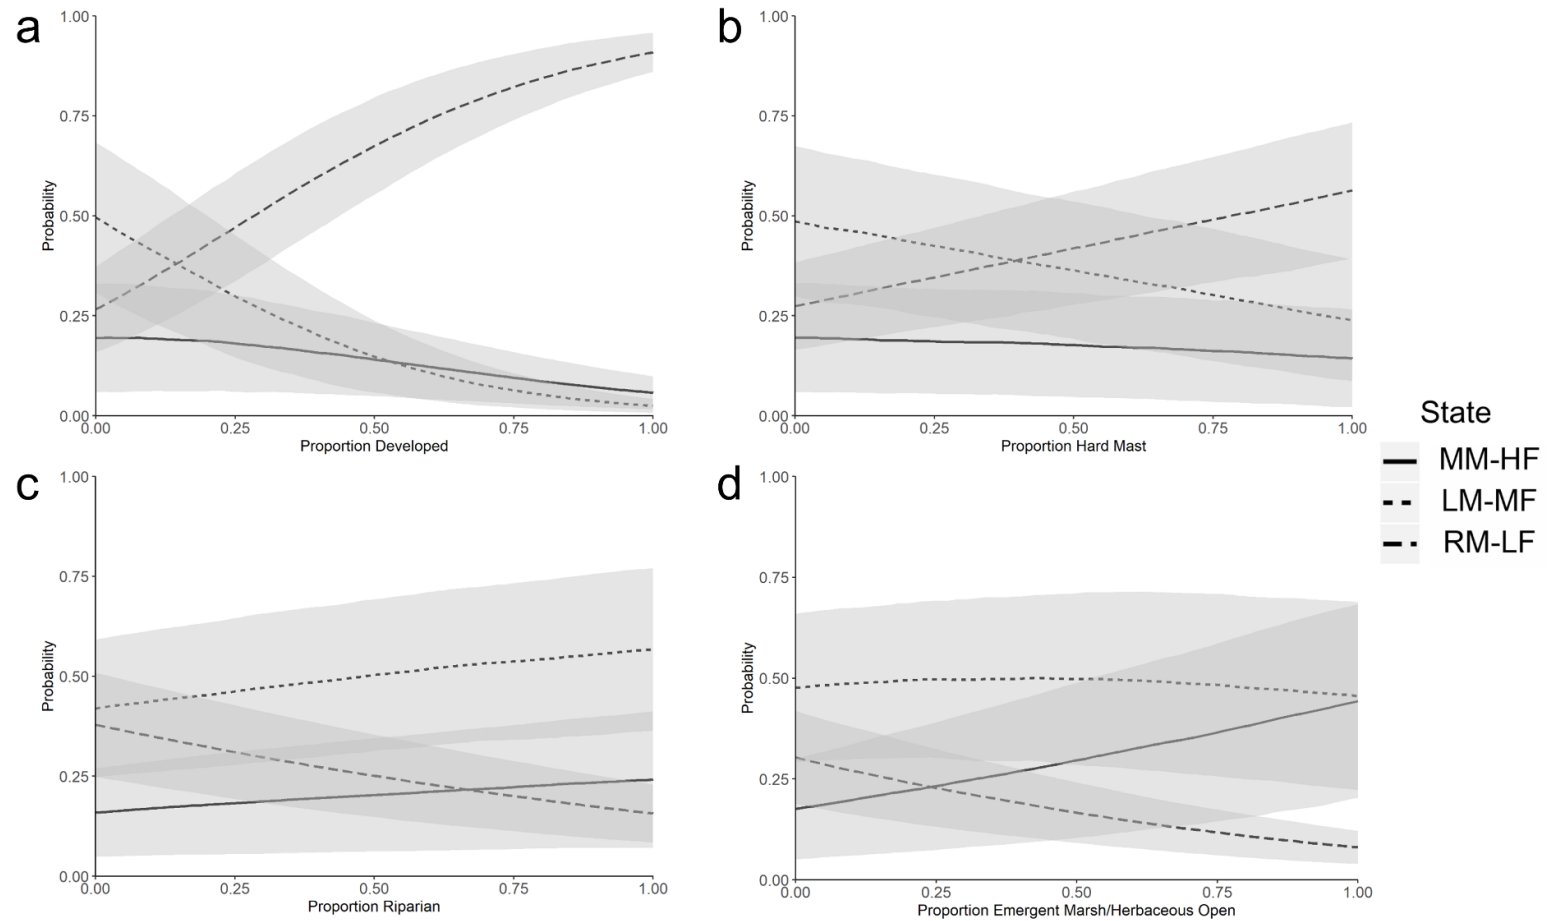 a
1.00
0.75
0.50
0.25
0.00
Probability
0.00 0.25 0.50 0.75 1.00
Proportion Developed
b
1.00
0.75
0.50
0.25
0.00
Probability
0.00 0.25 0.50 0.75 1.00
Proportion Hard Mast
State
MM-HF
LM-MF
RM-LF
c
1.00
0.75
0.50
0.25
0.00
Probability
0.00 0.25 0.50 0.75 1.00
Proportion Riparian
d
1.00
0.75
0.50
0.25
0.00
Probability
0.00 0.25 0.50 0.75 1.00
Proportion Emergent Marsh/Herbaceous Open